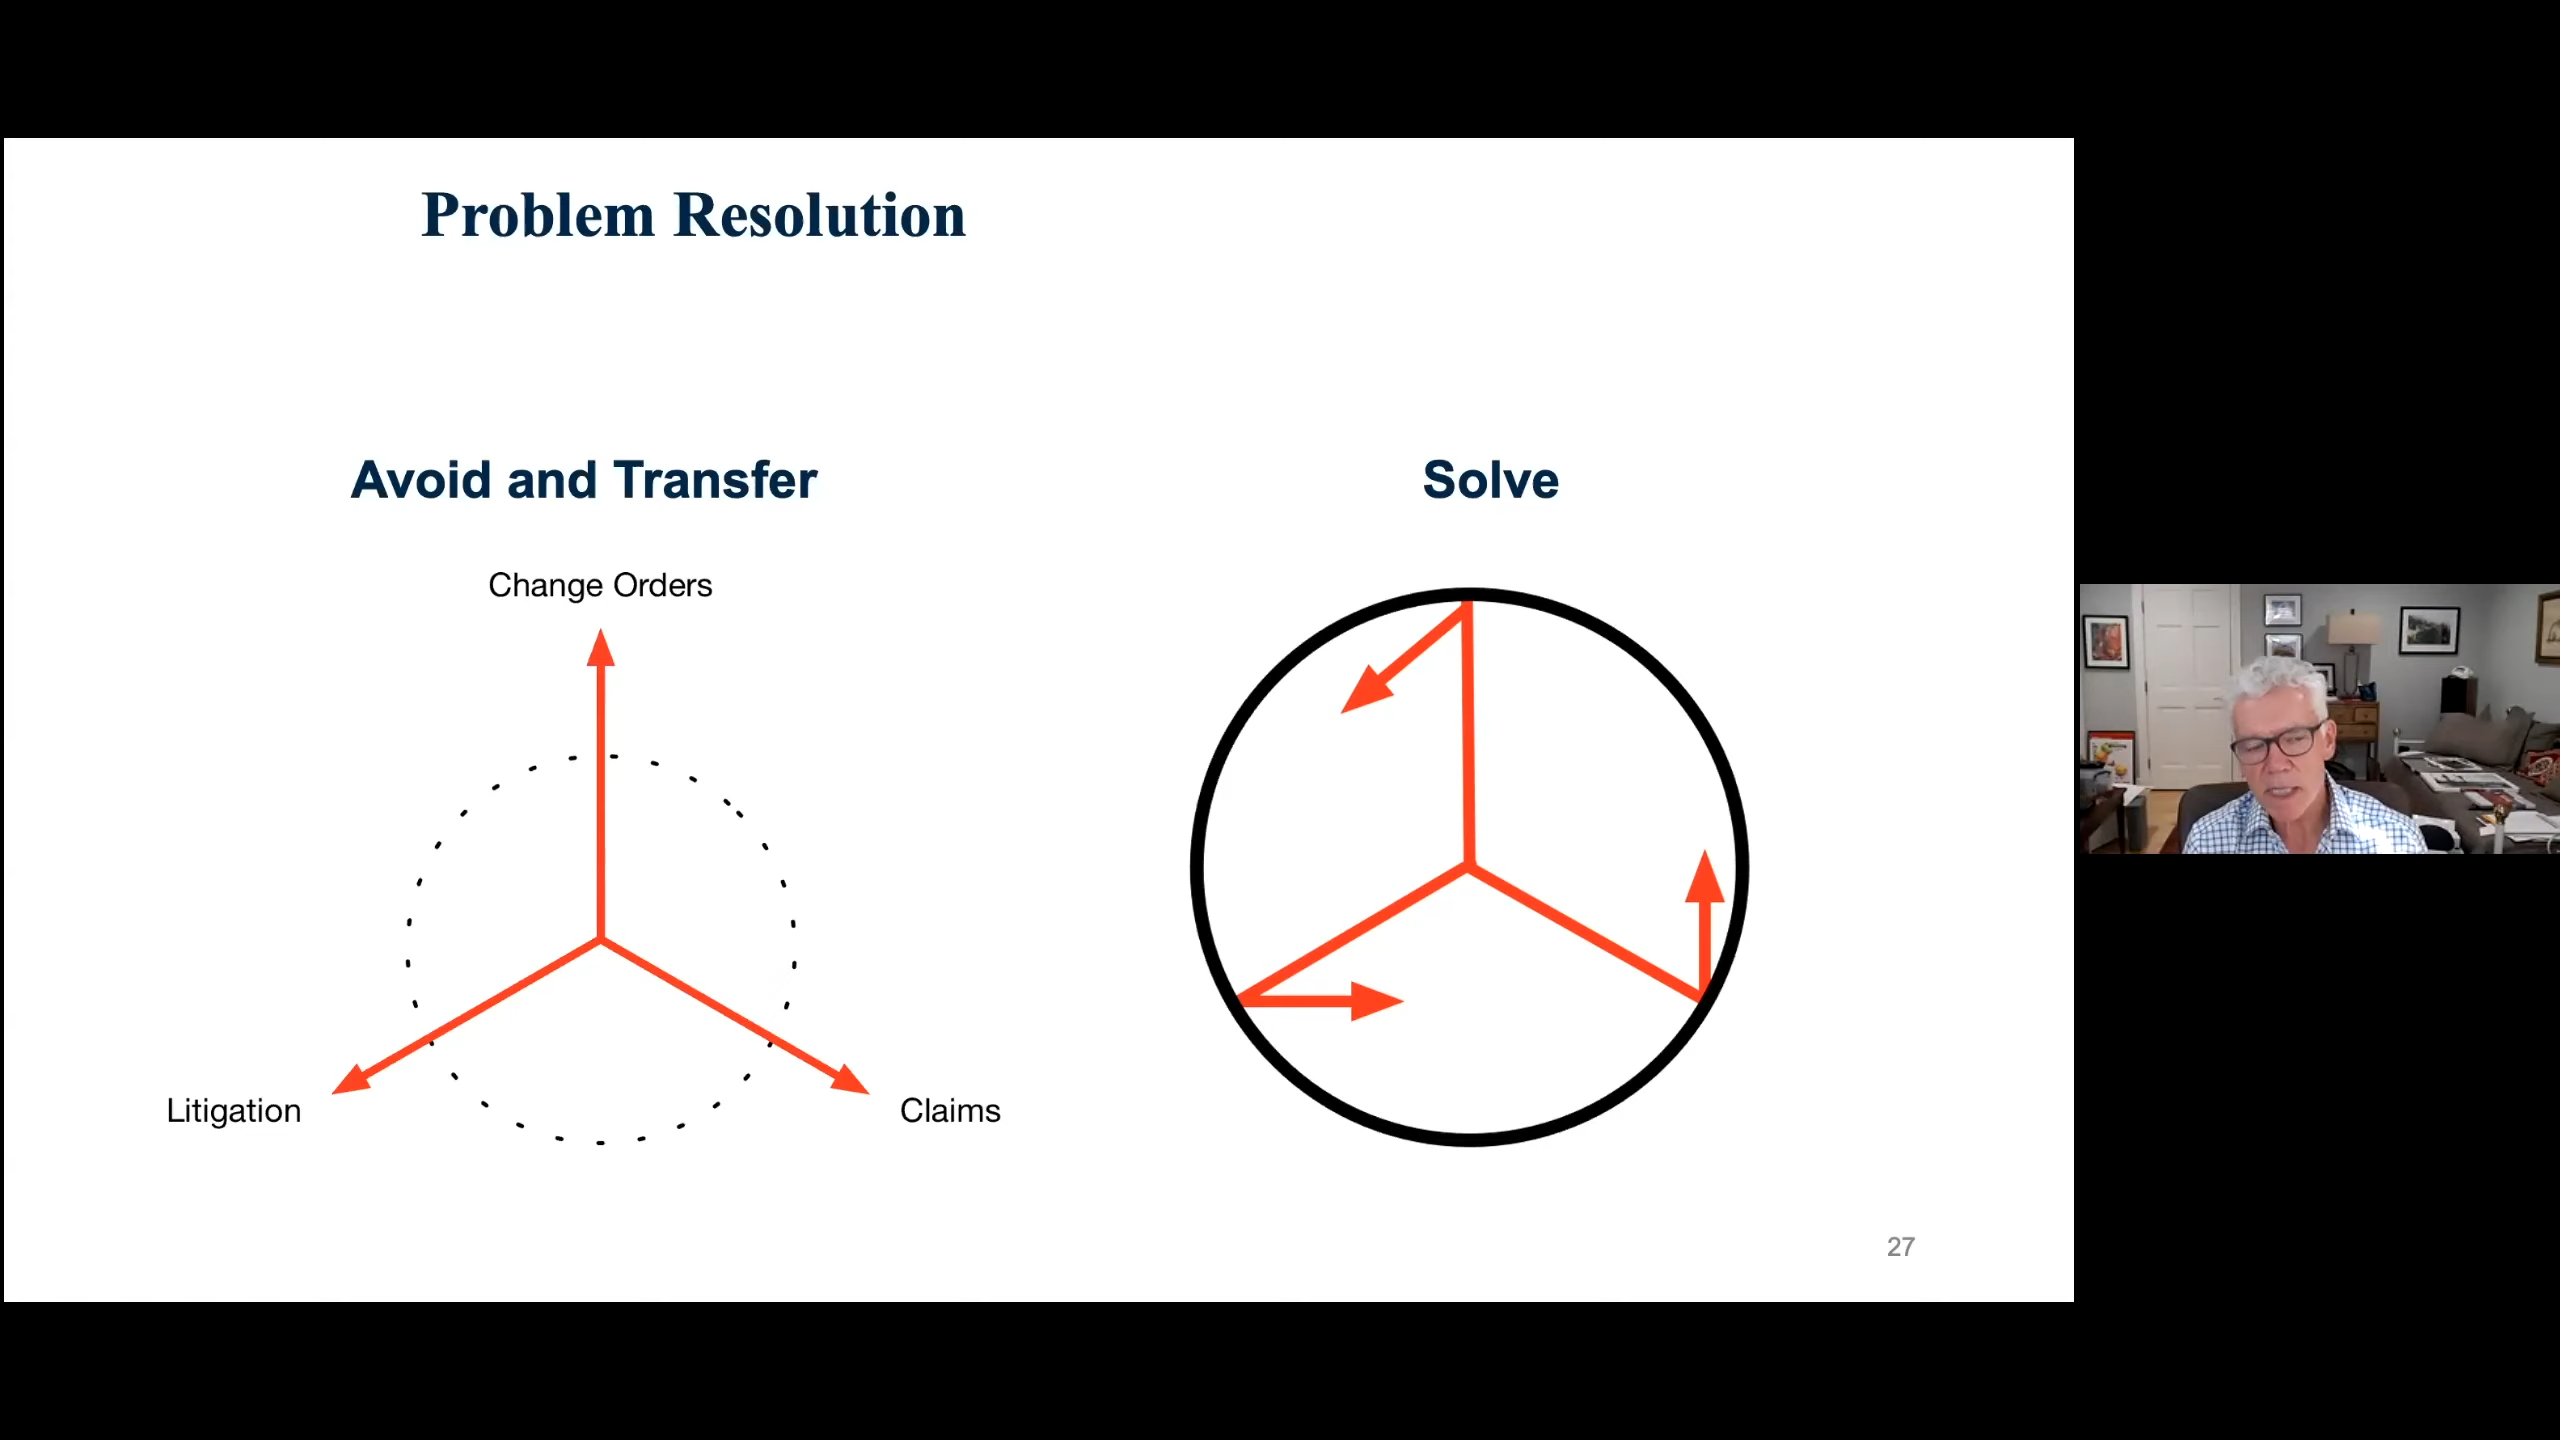 Problem Resolution
Avoid and Transfer
Solve
Change Orders
Litigation
Claims
27